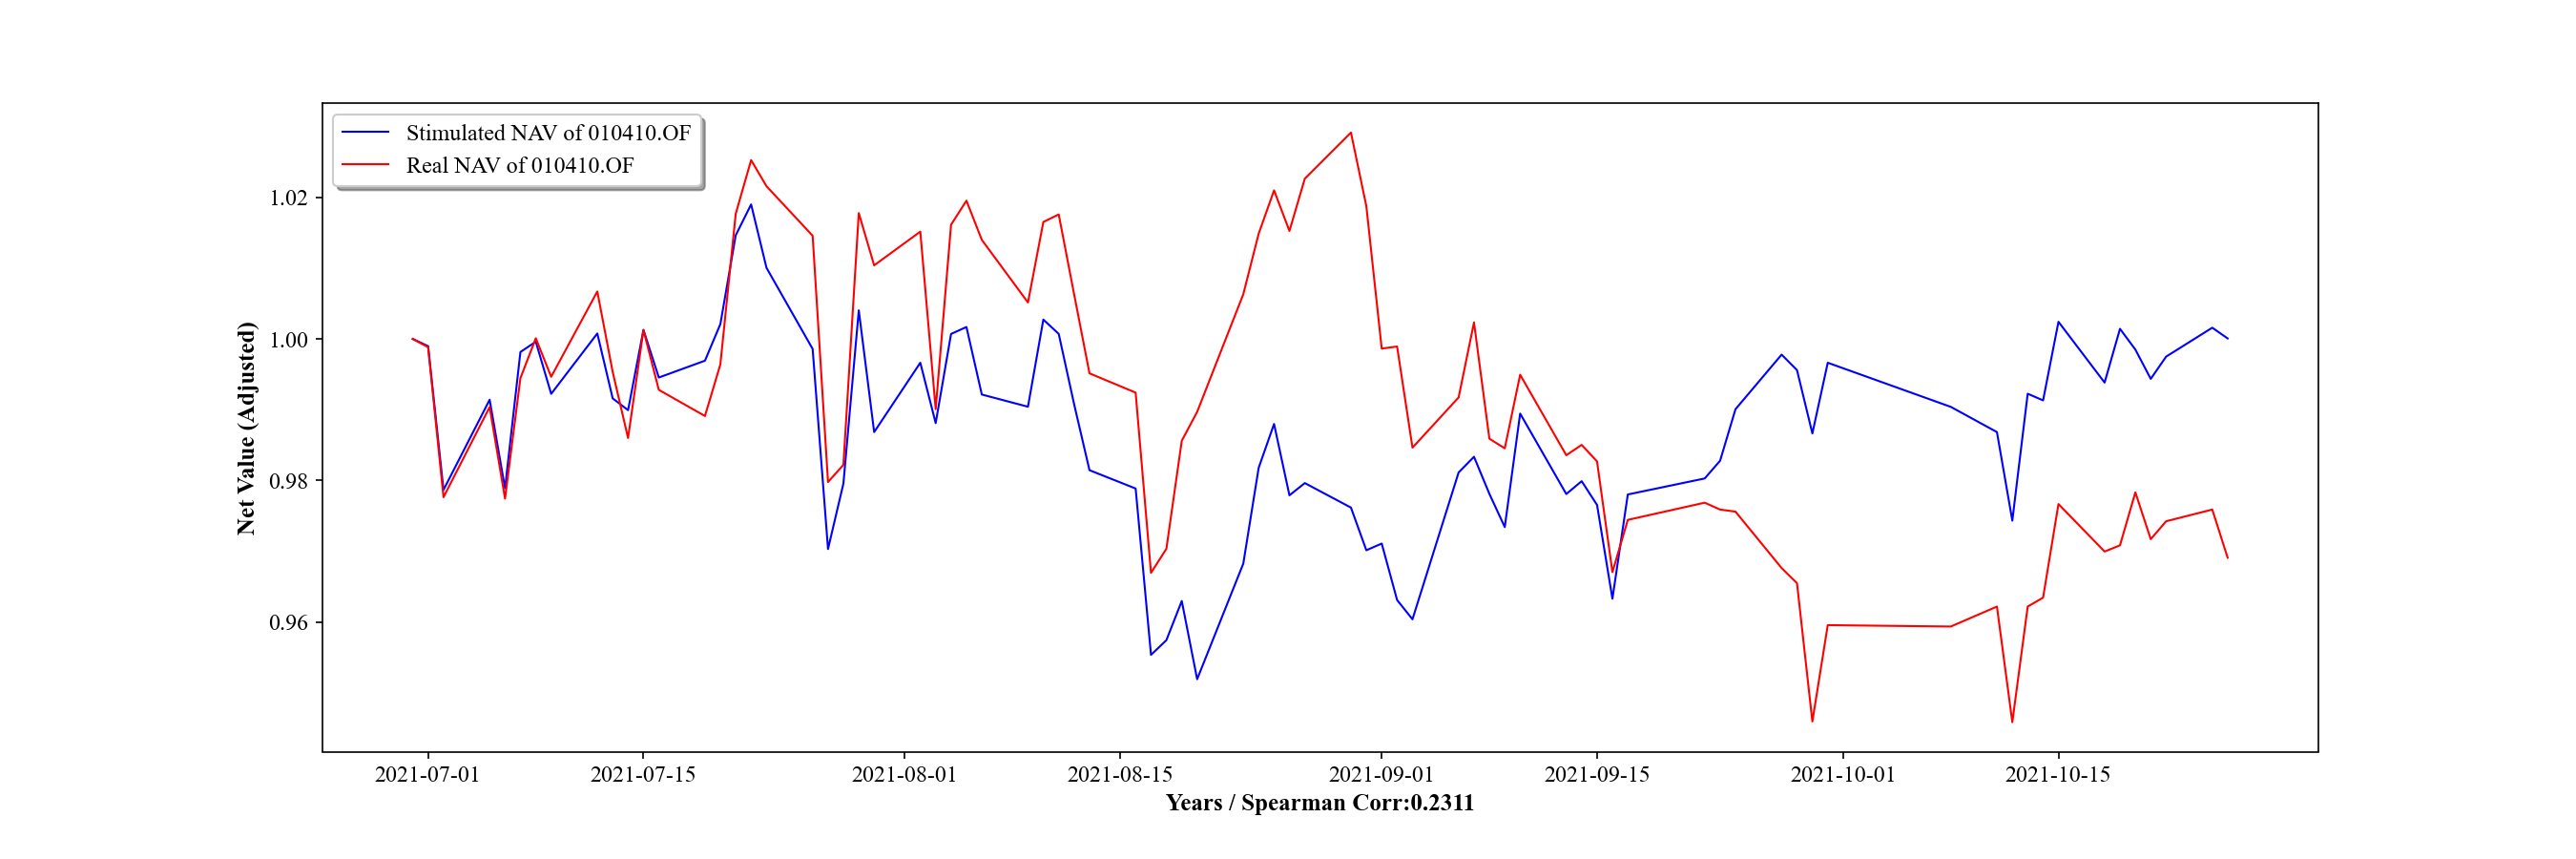 Stimulated NAV of 010410.OF
Real NAV of 010410.OF
Net Value (Adjusted)
1.02
1.00
0.98
0.96
2021-07-01 2021-07-15 2021-08-01 2021-08-15 2021-09-01 2021-09-15 2021-10-01 2021-10-15
Years / Spearman Corr:0.2311